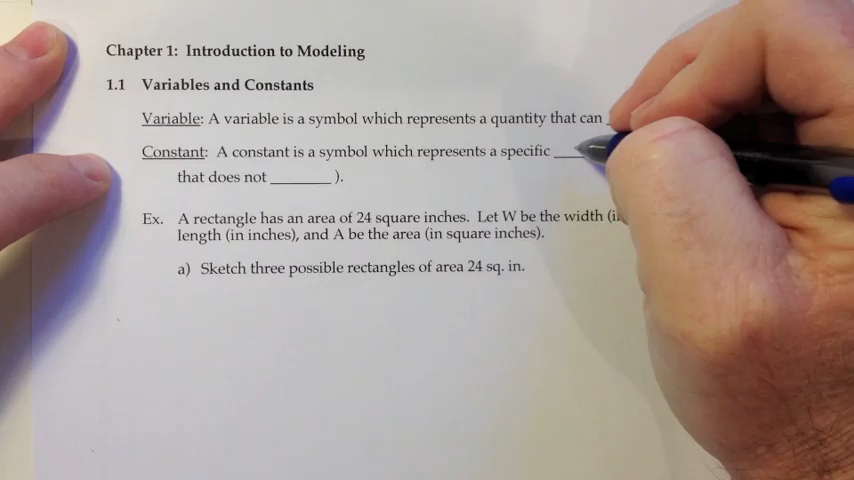 Chapter 1: Introduction to Modeling
1.1 Variables and Constants
Variable: A variable is a symbol which represents a quantity that can
Constant: A constant is a symbol which represents a specific ____
that does not _______ ).
Ex. A rectangle has an area of 24 square inches. Let W be the width
length (in inches), and A be the area (in square inches).
a) Sketch three possible rectangles of area 24 sq. in.